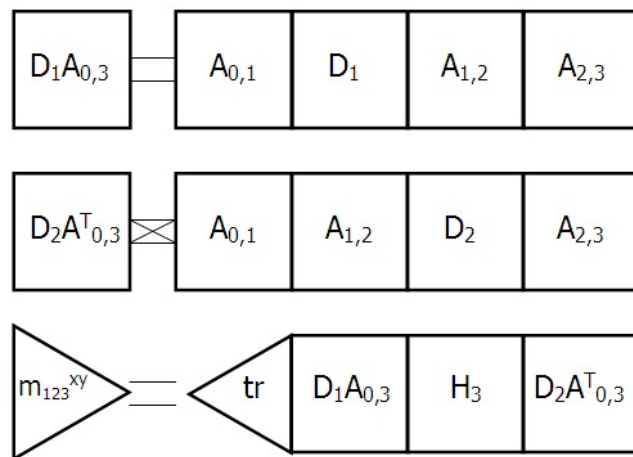 D₁A₀,₃ A₀,₁ D₁ A₁,₂ A₂,₃
D₂Aᵀ₀,₃ A₀,₁ A₁,₂ D₂ A₂,₃
m₁₂₃ˣʸ tr D₁A₀,₃ H₃ D₂Aᵀ₀,₃